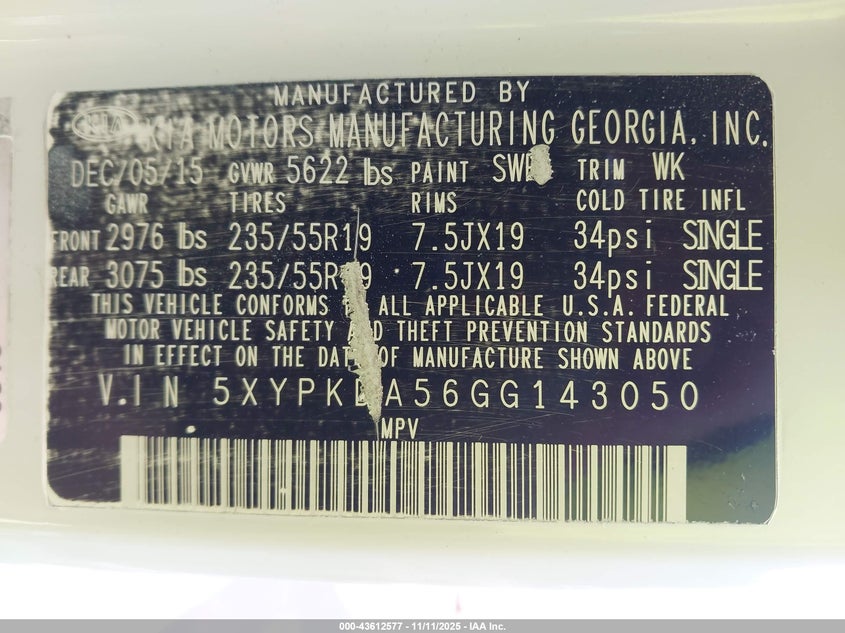 MANUFACTURED BY
KIA KIA MOTORS MANUFACTURING GEORGIA, INC.
DEC/05/15 GVWR 5622 lbs PAINT TRIM WK
GAWR TIRES RIMS COLD TIRE INFL
FRONT 2976 lbs 235/55R19 7.5JX19 34psi SINGLE
REAR 3075 lbs 235/55R19 7.5JX19 34psi SINGLE
THIS VEHICLE CONFORMS ALL APPLICABLE U.S.A. FEDERAL
MOTOR VEHICLE SAFETY AND THEFT PREVENTION STANDARDS
IN EFFECT ON THE DATE OF MANUFACTURE SHOWN ABOVE
V.I N
MPV
000-43612577 - 11/11/2025 - IAA Inc.